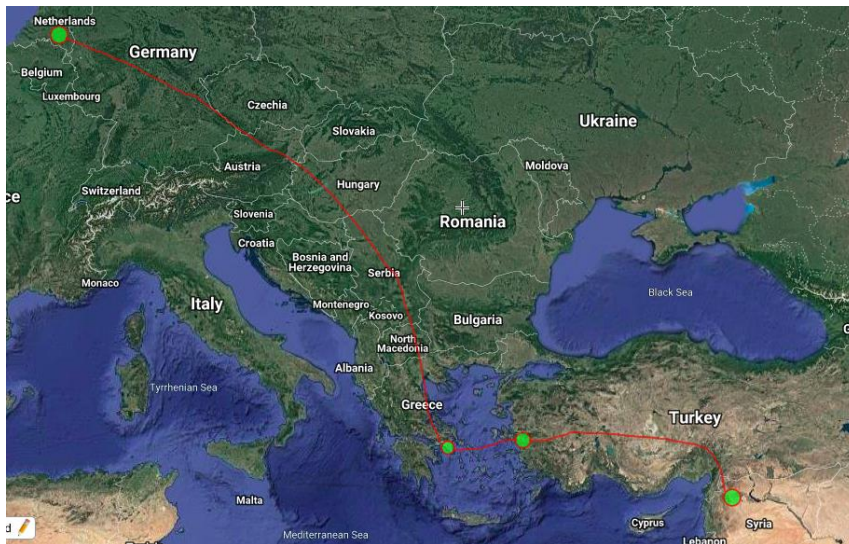 Netherlands
Germany
Belgium
Luxembourg
Czechia
Ukraine
Slovakia
Moldova
Austria
Switzerland
Hungary
ce
Slovenia
Romania
Croatia
Bosnia and
Herzegovina
Serbia
Monaco
Black Sea
Italy
Montenegro
Kosovo
Bulgaria
G
North
Macedonia
Albania
Tyrrhenian Sea
Greece
Turkey
Malta
Cyprus
Syria
d
Mediterranean Sea
Lebanon